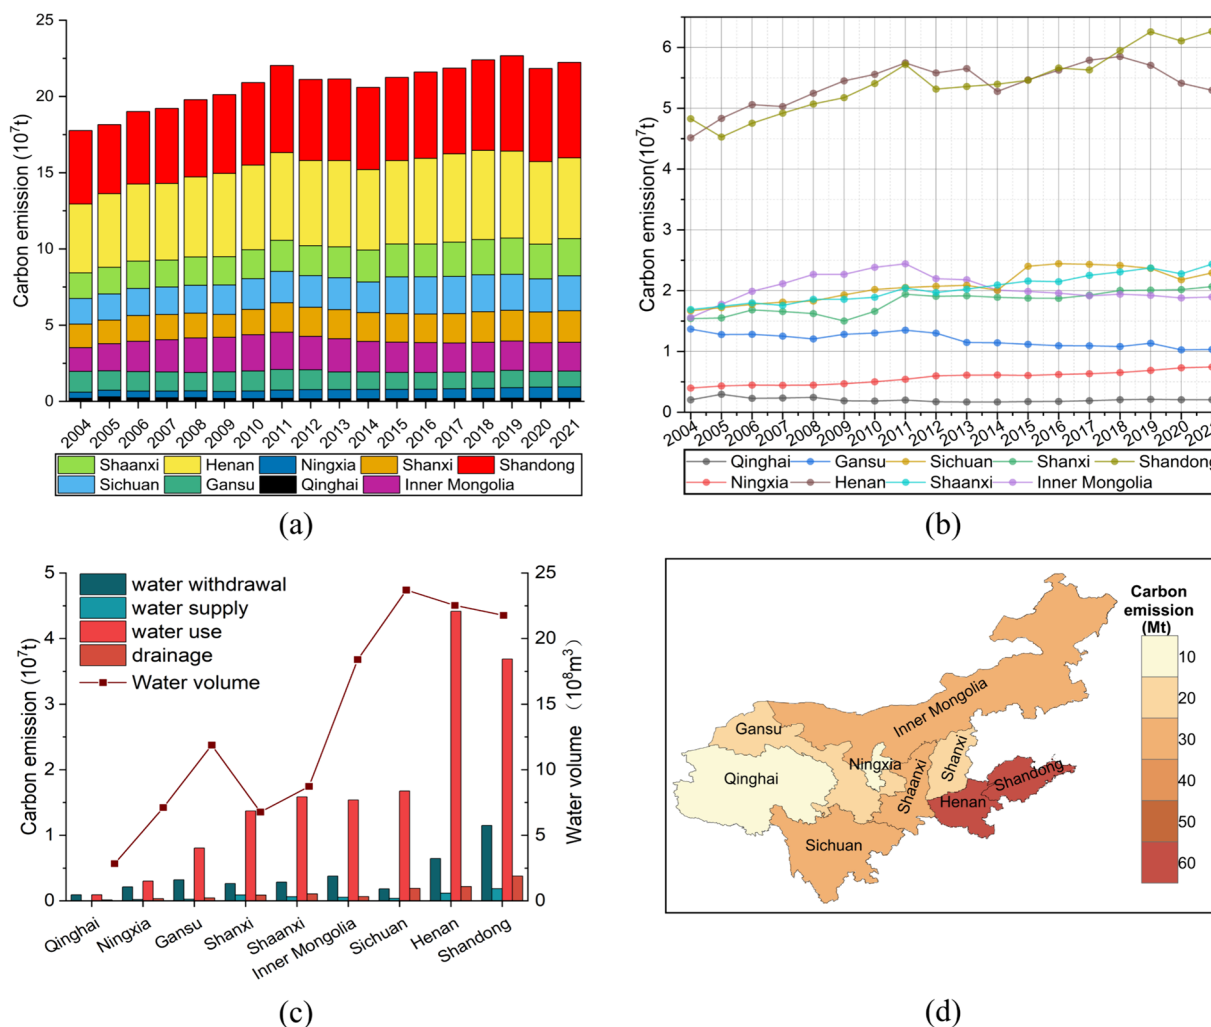 25
20
15
10
5
0
Carbon emission (10⁷t)
2004 2005 2006 2007 2008 2009 2010 2011 2012 2013 2014 2015 2016 2017 2018 2019 2020 2021
Shaanxi Henan Ningxia Shanxi Shandong
Sichuan Gansu Qinghai Inner Mongolia
(a)
6
5
4
3
2
1
0
Carbon emission(10⁷t)
2004 2005 2006 2007 2008 2009 2010 2011 2012 2013 2014 2015 2016 2017 2018 2019 2020 202
Qinghai Gansu Sichuan Shanxi Shandong
Ningxia Henan Shaanxi Inner Mongolia
(b)
5
4
3
2
1
0
Carbon emission (10⁷t)
water withdrawal
water supply
water use
drainage
Water volume
25
20
15
10
5
0
Water volume（10⁸m³)
Qinghai Ningxia Gansu Shanxi Shaanxi Inner Mongolia Sichuan Henan Shandong
(c)
Carbon
emission
(Mt)
10
20
30
40
50
60
Inner Mongolia
Gansu
Ningxia
Qinghai
Shaanxi
Shanxi
Shandong
Henan
Sichuan
(d)